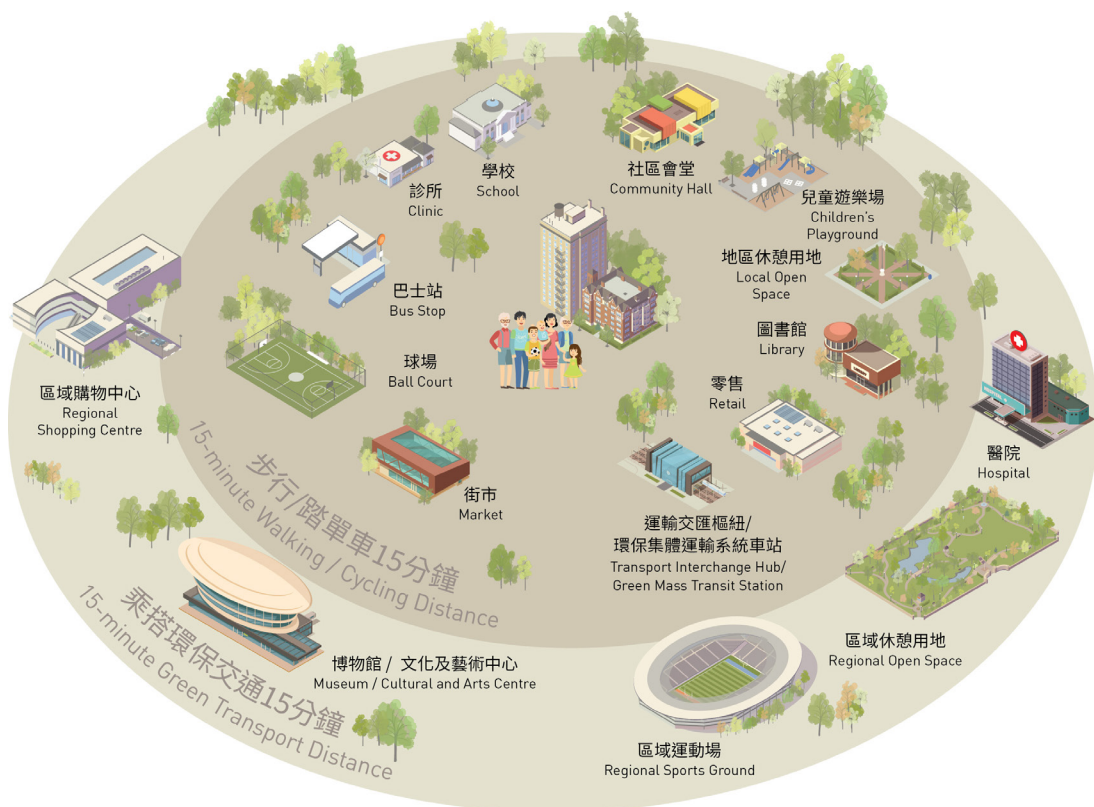 學校
School
診所
Clinic
社區會堂
Community Hall
兒童遊樂場
Children's
Playground
地區休憩用地
Local Open
Space
巴士站
Bus Stop
圖書館
Library
球場
Ball Court
零售
Retail
區域購物中心
Regional
Shopping Centre
醫院
Hospital
街市
Market
運輸交匯樞紐/
環保集體運輸系統車站
Transport Interchange Hub/
Green Mass Transit Station
步行/踏單車15分鐘
15-minute Walking / Cycling Distance
區域休憩用地
Regional Open Space
博物館 / 文化及藝術中心
Museum / Cultural and Arts Centre
乘搭環保交通15分鐘
15-minute Green Transport Distance
區域運動場
Regional Sports Ground